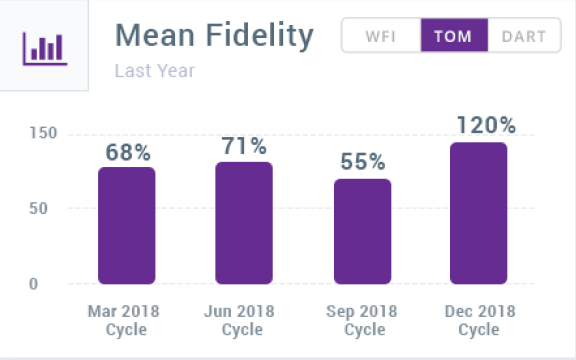 Mean Fidelity
WFI TOM DART
Last Year
150
50
0
68%
71%
55%
120%
Mar 2018
Cycle
Jun 2018
Cycle
Sep 2018
Cycle
Dec 2018
Cycle